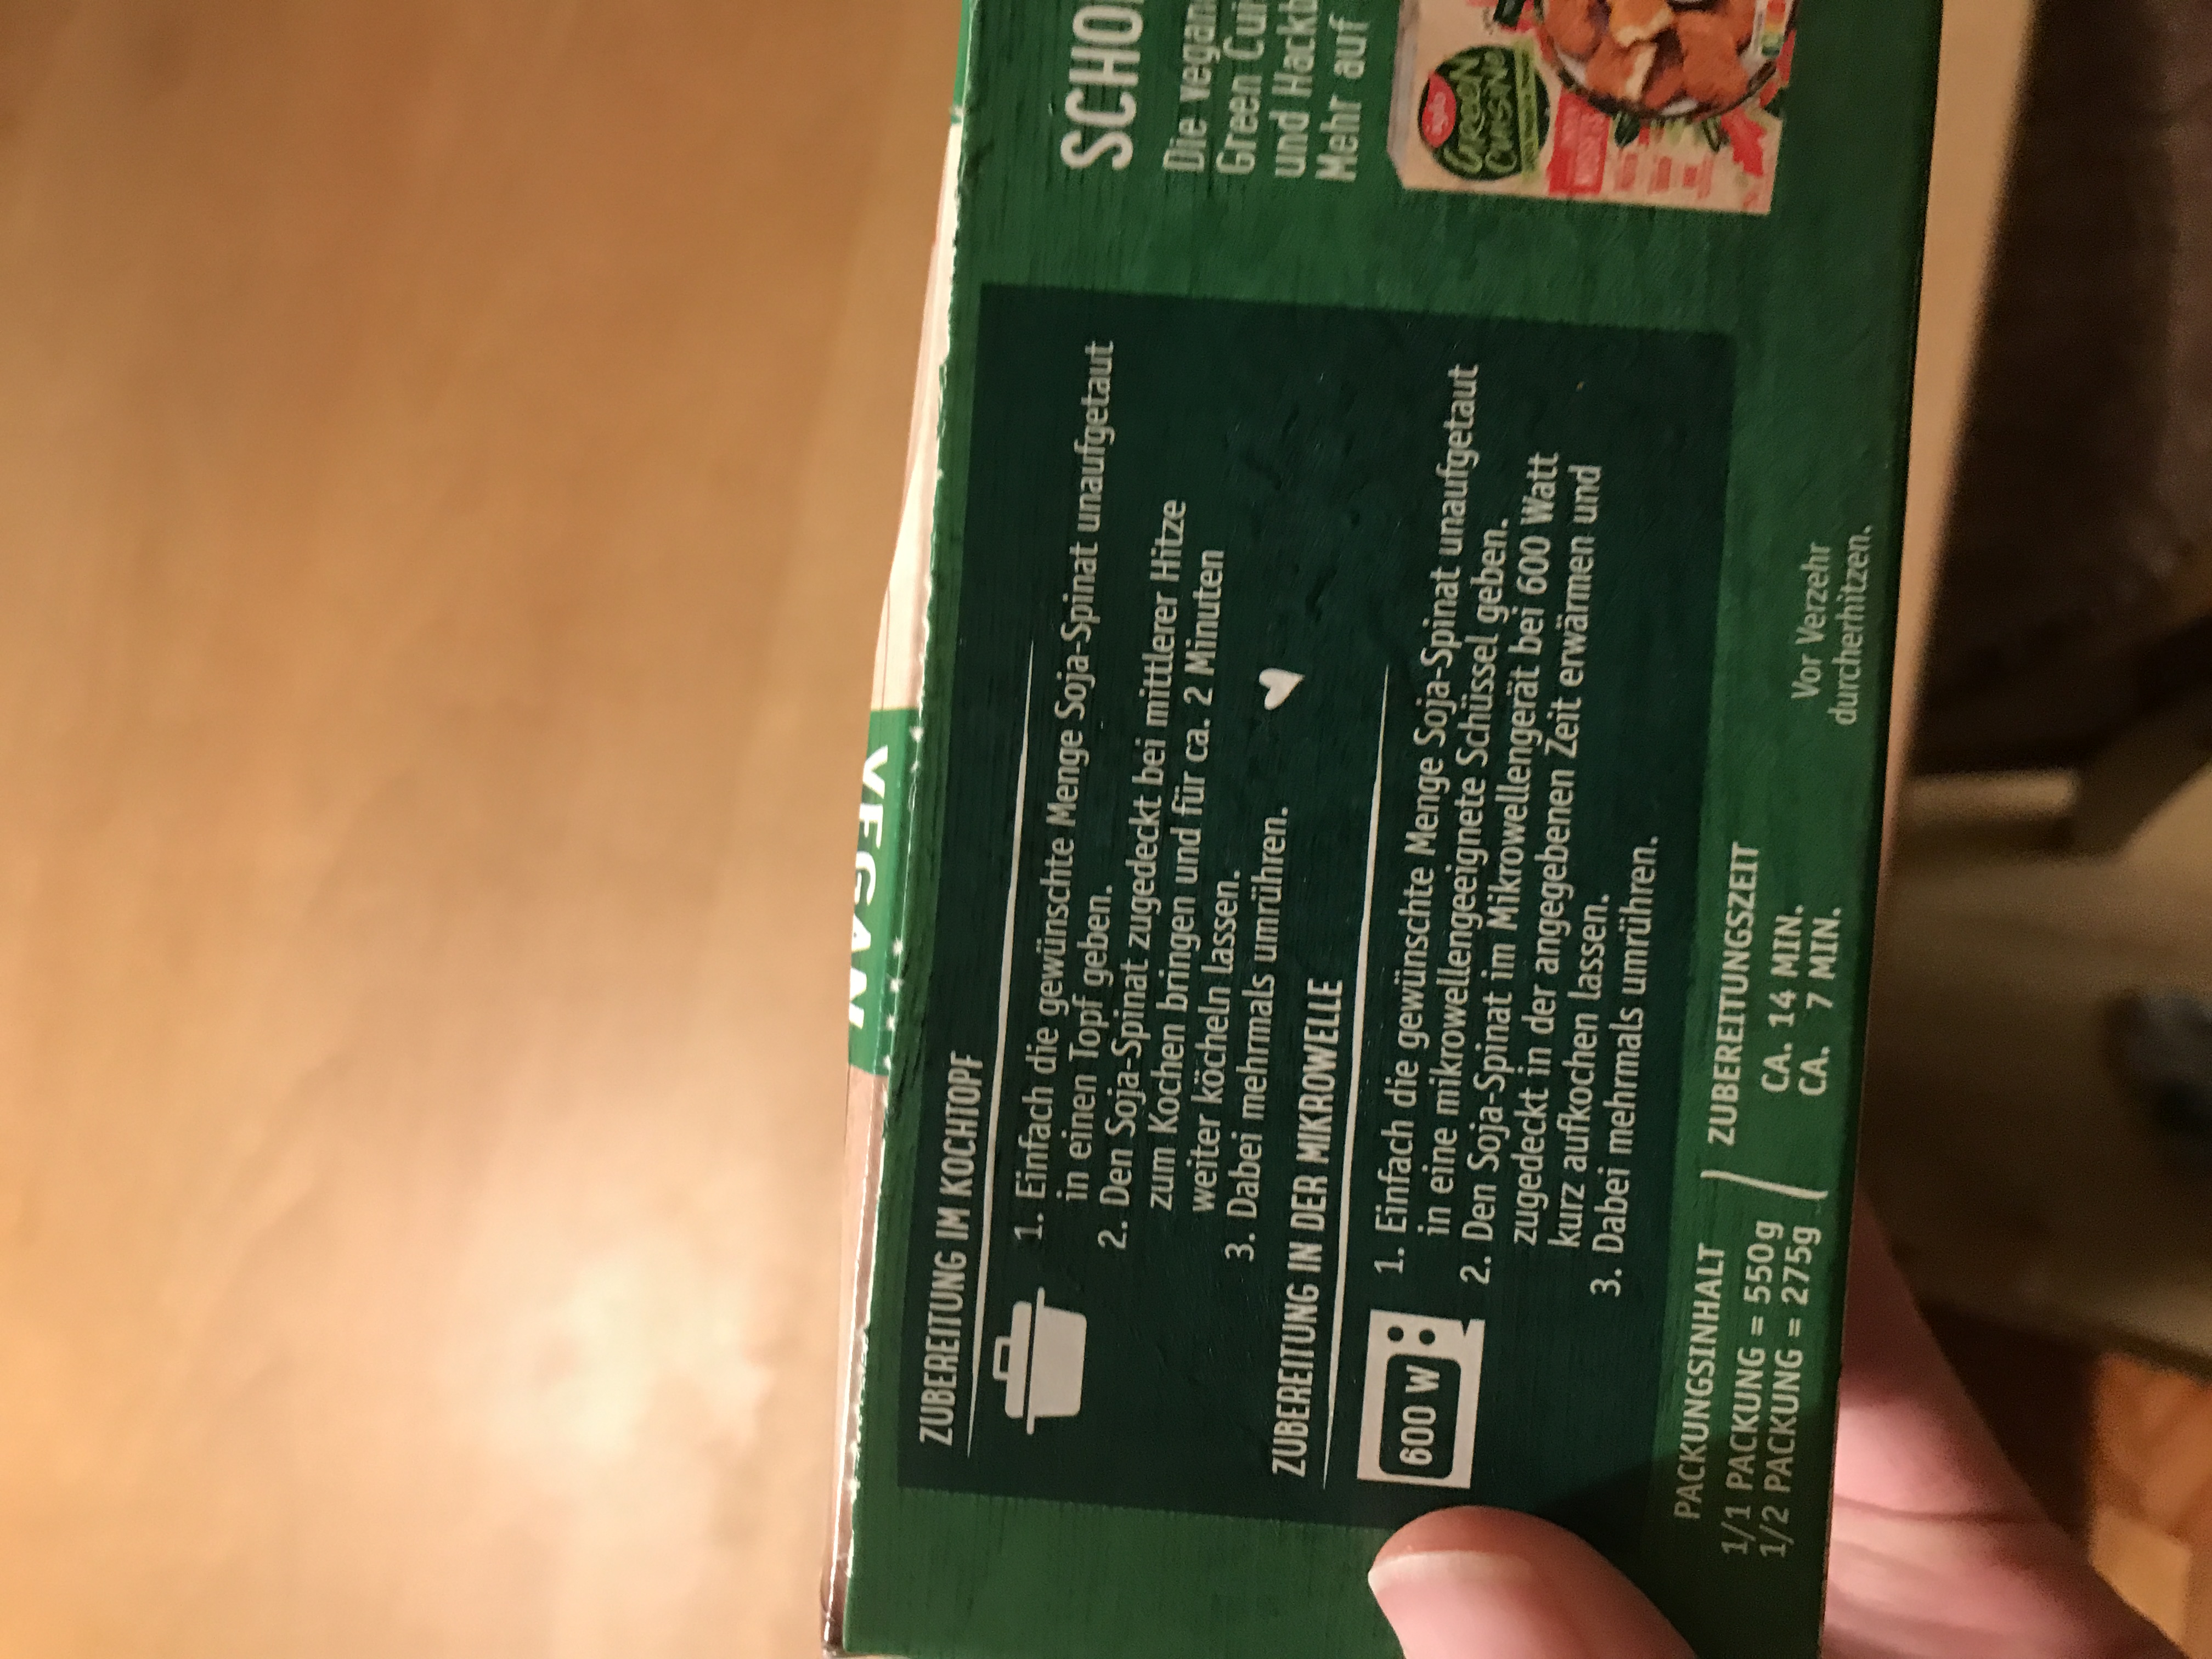 VEGAN
ZUBEREITUNG IM KOCHTOPF
1. Einfach die gewünschte Menge Soja-Spinat unaufgetaut
in einen Topf geben.
2. Den Soja-Spinat zugedeckt bei mittlerer Hitze
zum Kochen bringen und für ca. 2 Minuten
weiter köcheln lassen.
3. Dabei mehrmals umrühren.
ZUBEREITUNG IN DER MIKROWELLE
600 W
1. Einfach die gewünschte Menge Soja-Spinat unaufgetaut
in eine mikrowellengeeignete Schüssel geben.
2. Den Soja-Spinat im Mikrowellengerät bei 600 Watt
zugedeckt in der angegebenen Zeit erwärmen und
kurz aufkochen lassen.
3. Dabei mehrmals umrühren.
PACKUNGSINHALT / ZUBEREITUNGSZEIT
1/1 PACKUNG = 550g / CA. 14 MIN.
1/2 PACKUNG = 275g CA. 7 MIN.
Vor Verzehr
durcherhitzen.
SCHO
Die vegan
Green Cui
und Hackb
Mehr auf
iglo
GREEN
CUISINE